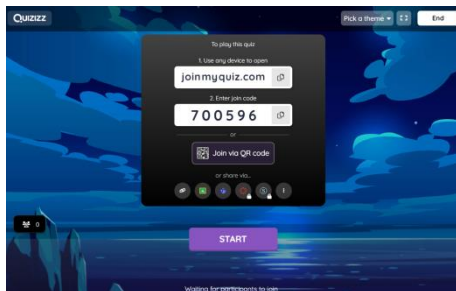 Quizizz
Pick a theme
End
To play this quiz
1. Use any device to open
joinmyquiz.com
2. Enter join code
700596
or
Join via QR code
or share via...
0
START
Waiting for participants to join